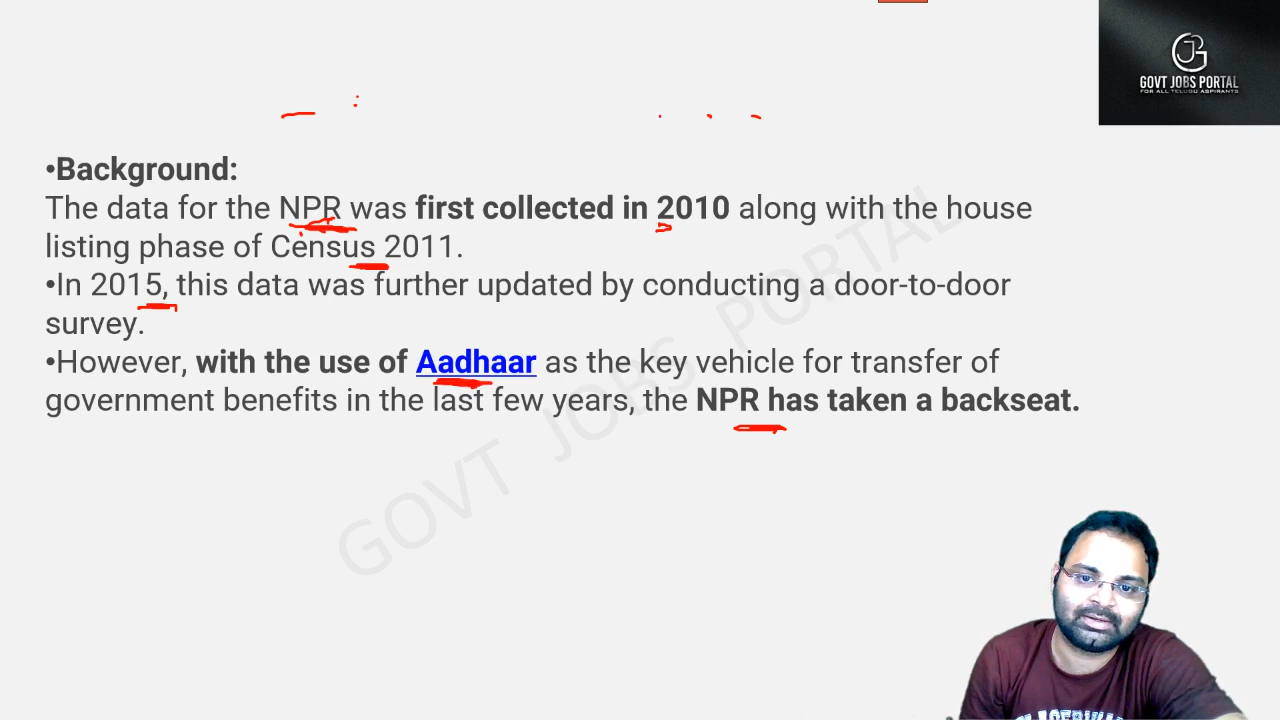 GOVT JOBS PORTAL
FOR ALL TELUGU ASPIRANTS
•Background:
The data for the NPR was first collected in 2010 along with the house
listing phase of Census 2011.
•In 2015, this data was further updated by conducting a door-to-door
survey.
•However, with the use of Aadhaar as the key vehicle for transfer of
government benefits in the last few years, the NPR has taken a backseat.
GOVT JOBS PORTAL